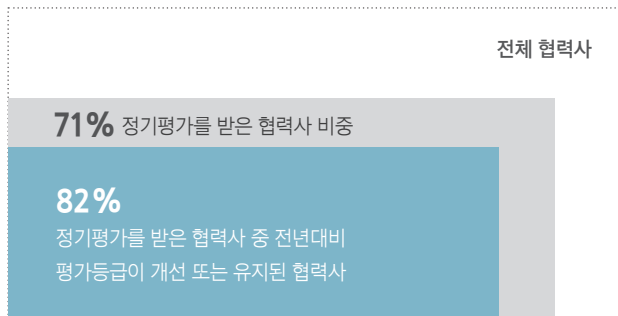 전체 협력사
71% 정기평가를 받은 협력사 비중
82%
정기평가를 받은 협력사 중 전년대비
평가등급이 개선 또는 유지된 협력사